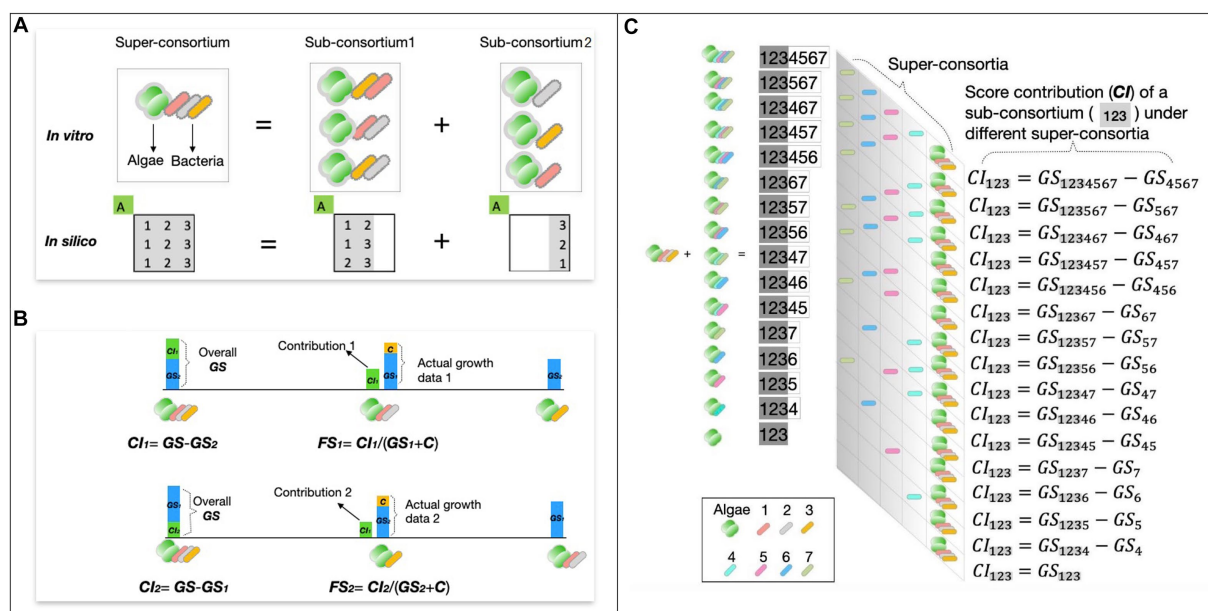 A
Super-consortium
Sub-consortium1
Sub-consortium2
In vitro
=
+
Algae
Bacteria
A
A
In silico
1 2 3
1 2 3
1 2 3
=
1 2
1 3
2 3
+
3
2
1
B
CI₁
GS₂
Overall
GS
Contribution 1
CI₁
C
GS₁
Actual growth
data 1
GS₂
CI₁= GS-GS₂
FS₁= CI₁/(GS₁+C)
GS₁
CI₂
Overall
GS
Contribution 2
CI₁
C
GS₂
Actual growth
data 2
GS₁
CI₂= GS-GS₁
FS₂= CI₂/(GS₂+C)
C
+
=
1234567
123567
123467
123457
123456
12367
12357
12356
12347
12346
12345
1237
1236
1235
1234
123
Super-consortia
Score contribution (CI) of a
sub-consortium ( 123 ) under
different super-consortia
CI₁₂₃ = GS₁₂₃₄₅₆₇ − GS₄₅₆₇
CI₁₂₃ = GS₁₂₃₅₆₇ − GS₅₆₇
CI₁₂₃ = GS₁₂₃₄₆₇ − GS₄₆₇
CI₁₂₃ = GS₁₂₃₄₅₇ − GS₄₅₇
CI₁₂₃ = GS₁₂₃₄₅₆ − GS₄₅₆
CI₁₂₃ = GS₁₂₃₆₇ − GS₆₇
CI₁₂₃ = GS₁₂₃₅₇ − GS₅₇
CI₁₂₃ = GS₁₂₃₅₆ − GS₅₆
CI₁₂₃ = GS₁₂₃₄₇ − GS₄₇
CI₁₂₃ = GS₁₂₃₄₆ − GS₄₆
CI₁₂₃ = GS₁₂₃₄₅ − GS₄₅
CI₁₂₃ = GS₁₂₃₇ − GS₇
CI₁₂₃ = GS₁₂₃₆ − GS₆
CI₁₂₃ = GS₁₂₃₅ − GS₅
CI₁₂₃ = GS₁₂₃₄ − GS₄
CI₁₂₃ = GS₁₂₃
Algae 1 2 3
4 5 6 7